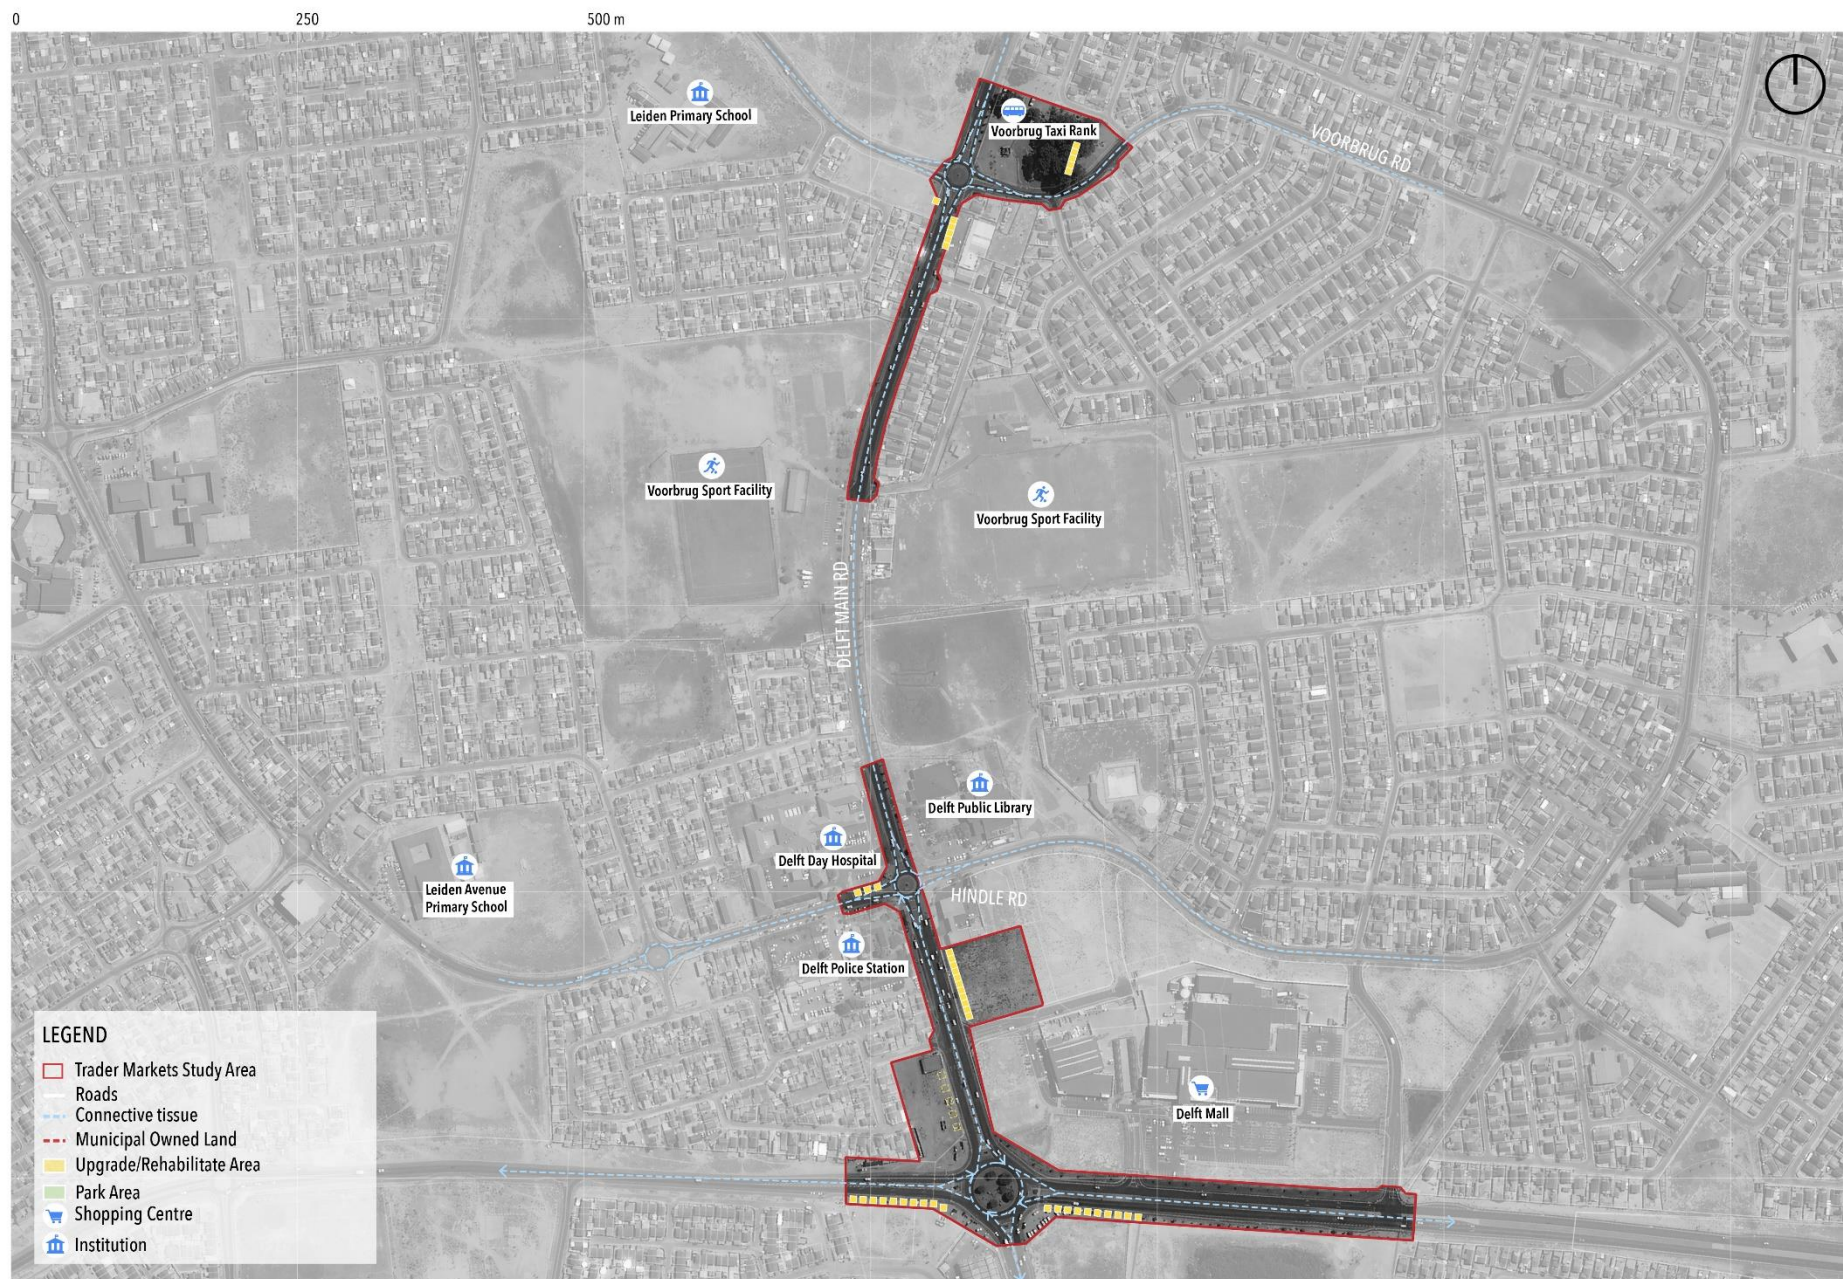 0
250
500 m
Leiden Primary School
Voorbrug Taxi Rank
VOORBRUG RD
Voorbrug Sport Facility
Voorbrug Sport Facility
DELFT MAIN RD
Delft Public Library
Delft Day Hospital
Leiden Avenue
Primary School
HINDLE RD
Delft Police Station
Delft Mall
LEGEND
Trader Markets Study Area
Roads
Connective tissue
Municipal Owned Land
Upgrade/Rehabilitate Area
Park Area
Shopping Centre
Institution